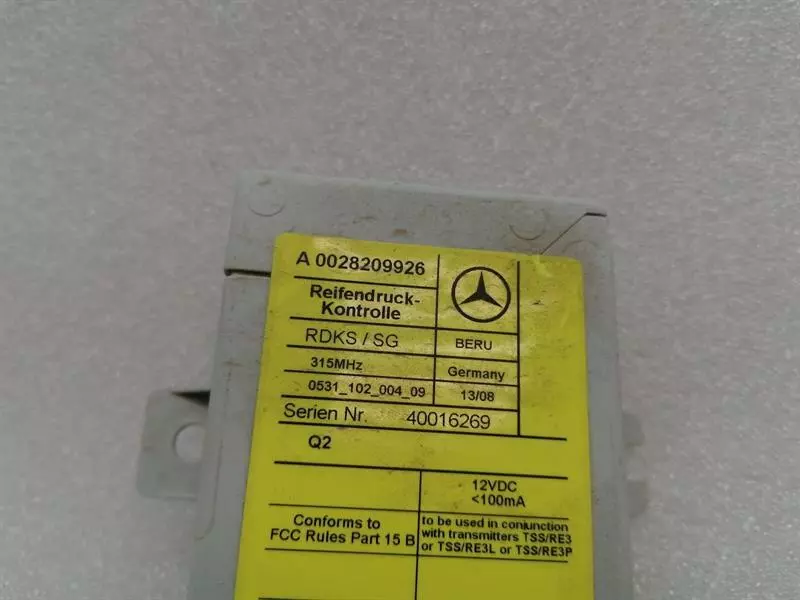 A 0028209926
Reifendruck-
Kontrolle
RDKS / SG
BERU
315MHz
Germany
0531_102_004_09
13/08
Serien Nr. 40016269
Q2
12VDC
<100mA
Conforms to
FCC Rules Part 15 B
to be used in conjunction
with transmitters TSS/RE3
or TSS/RE3L or TSS/RE3P